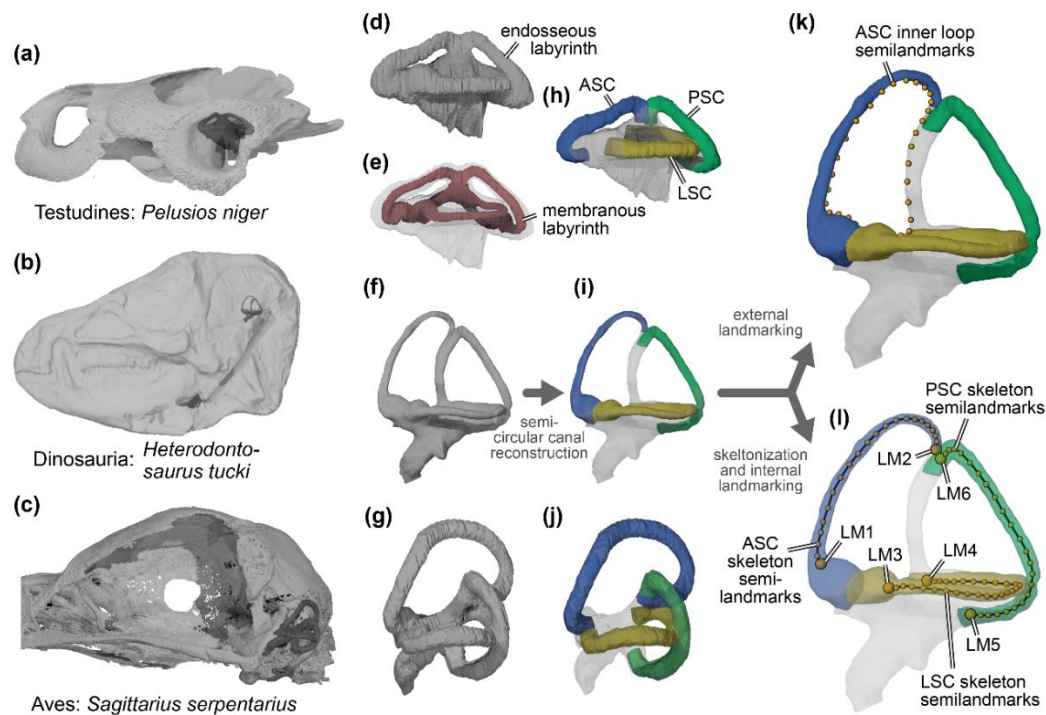 (a)
Testudines: Pelusios niger
(b)
Dinosauria: Heterodonto-
saurus tucki
(c)
Aves: Sagittarius serpentarius
(d)
endosseous
labyrinth
(e)
membranous
labyrinth
(h)
ASC
PSC
LSC
(f)
semi-
circular canal
reconstruction
(i)
(g)
(j)
external
landmarking
skeltonization
and internal
landmarking
(k)
ASC inner loop
semilandmarks
(l)
PSC skeleton
semilandmarks
LM2
LM6
ASC
skeleton
semi-
landmarks
LM1
LM3
LM4
LM5
LSC skeleton
semilandmarks